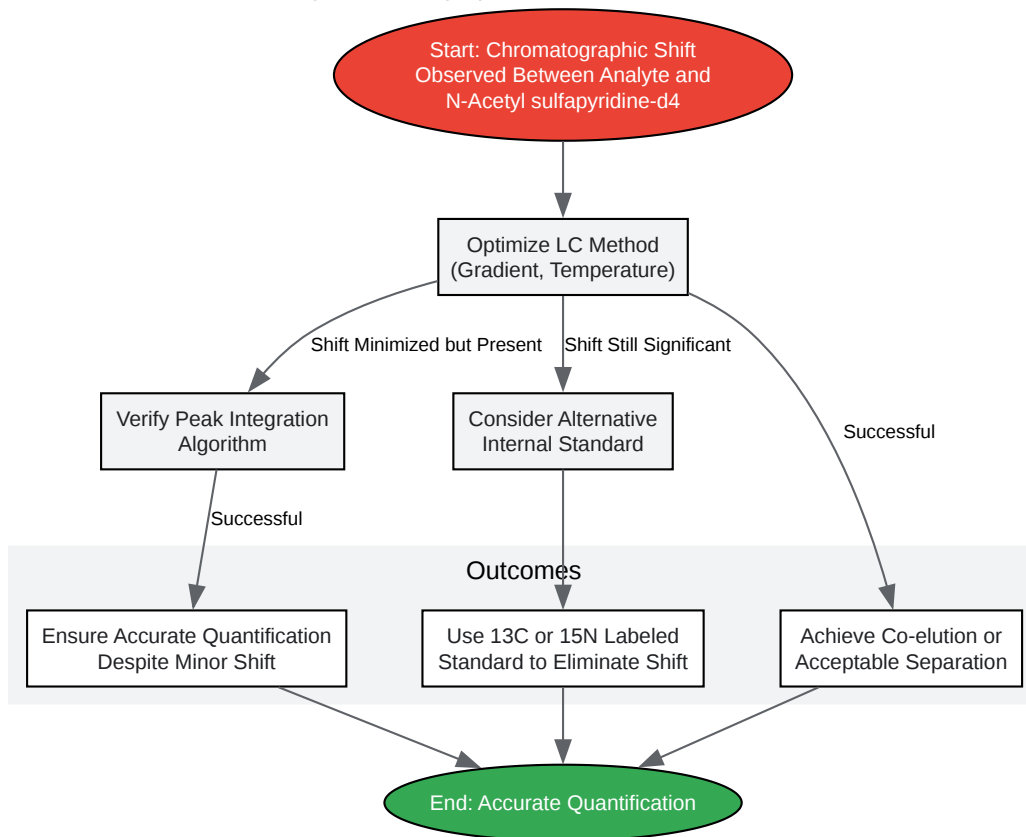 Start: Chromatographic Shift
Observed Between Analyte and
N-Acetyl sulfapyridine-d4
Optimize LC Method
(Gradient, Temperature)
Shift Minimized but Present
Shift Still Significant
Verify Peak Integration
Algorithm
Consider Alternative
Internal Standard
Successful
Successful
Outcomes
Ensure Accurate Quantification
Despite Minor Shift
Use 13C or 15N Labeled
Standard to Eliminate Shift
Achieve Co-elution or
Acceptable Separation
End: Accurate Quantification